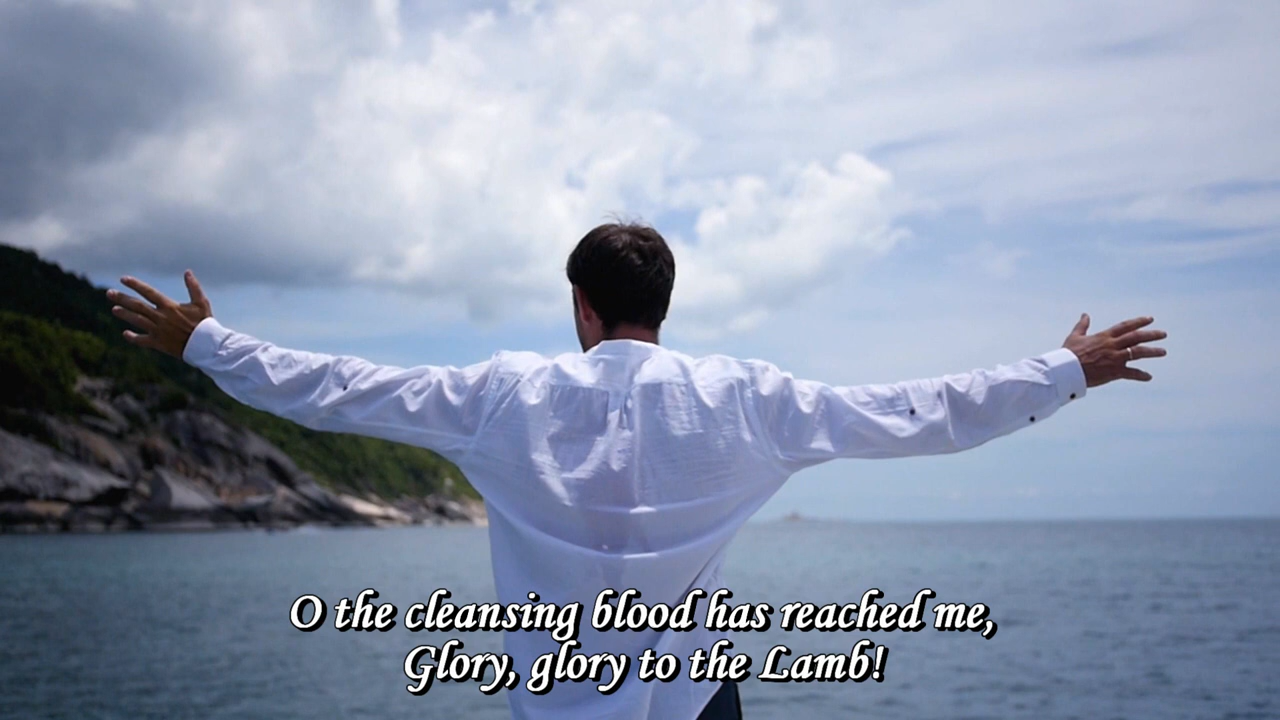 O the cleansing blood has reached me,
Glory, glory to the Lamb!